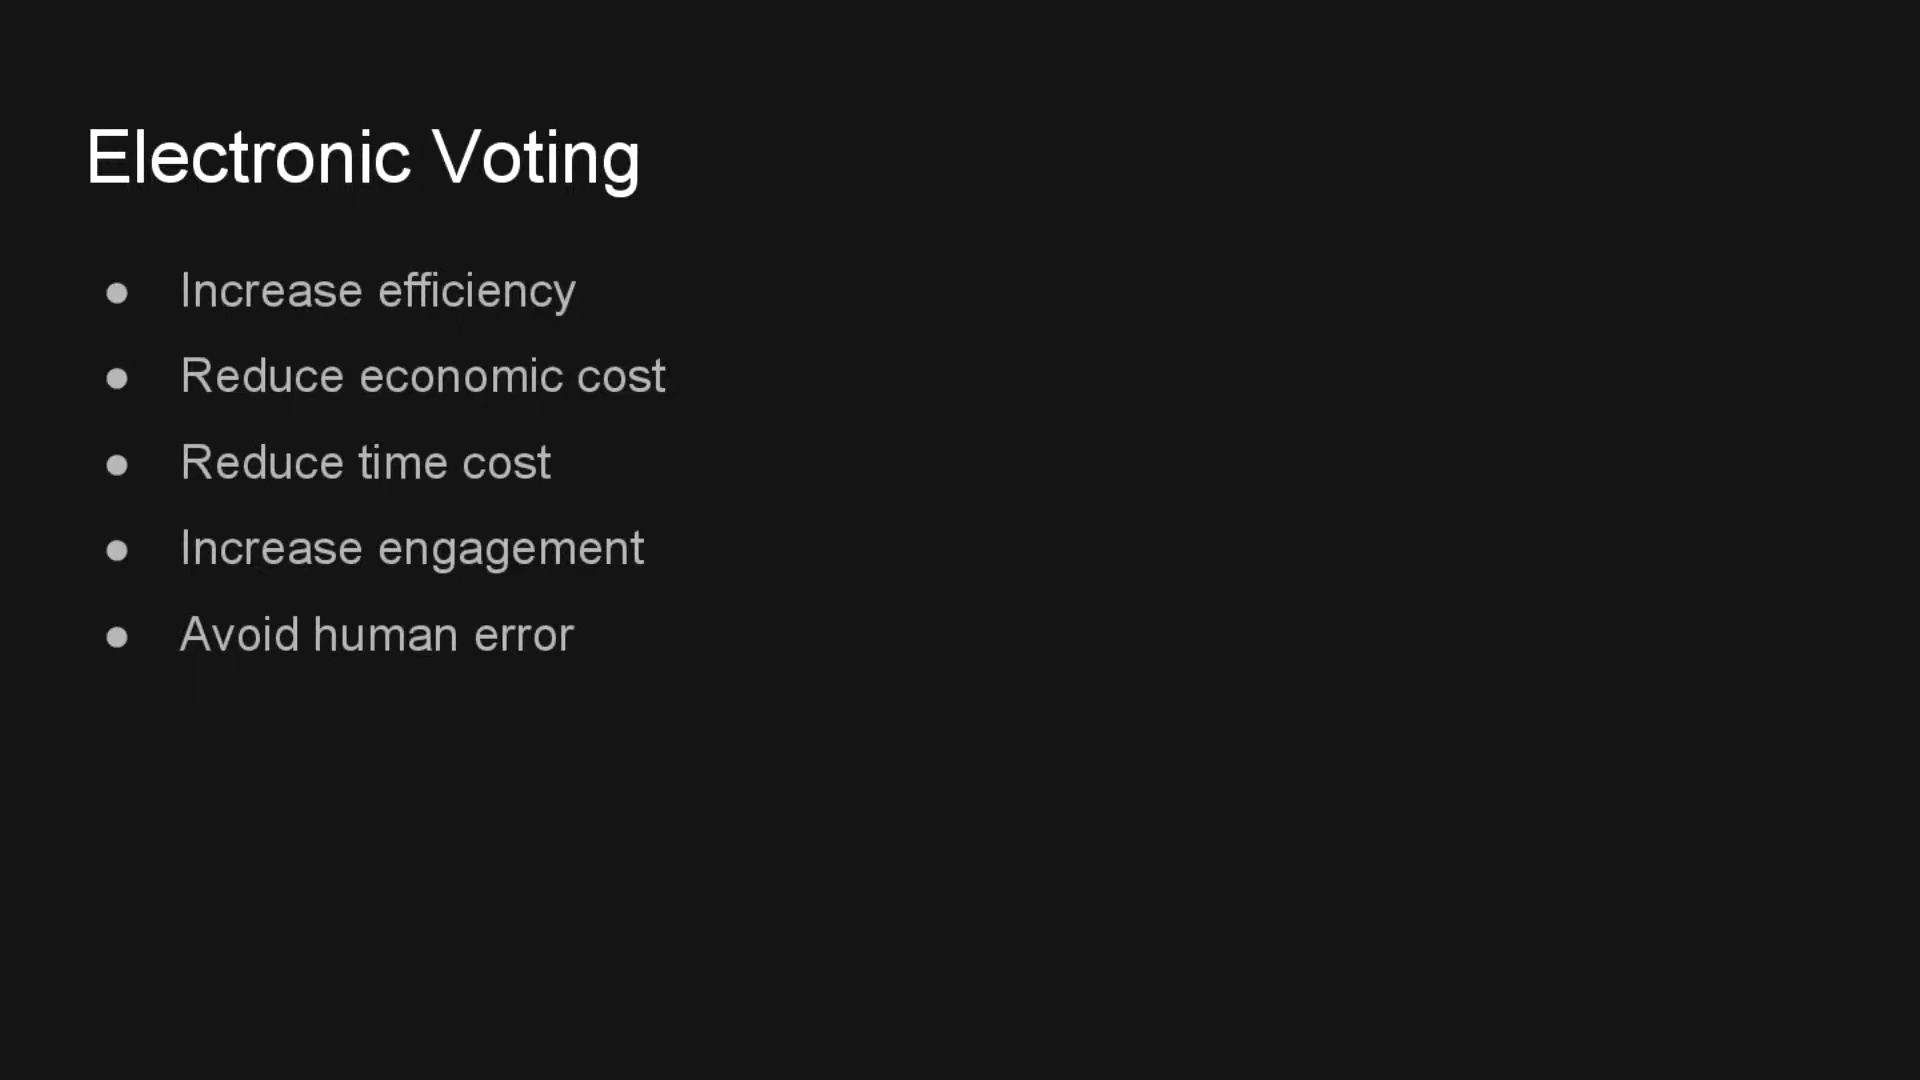 Electronic Voting
● Increase efficiency
● Reduce economic cost
● Reduce time cost
● Increase engagement
● Avoid human error